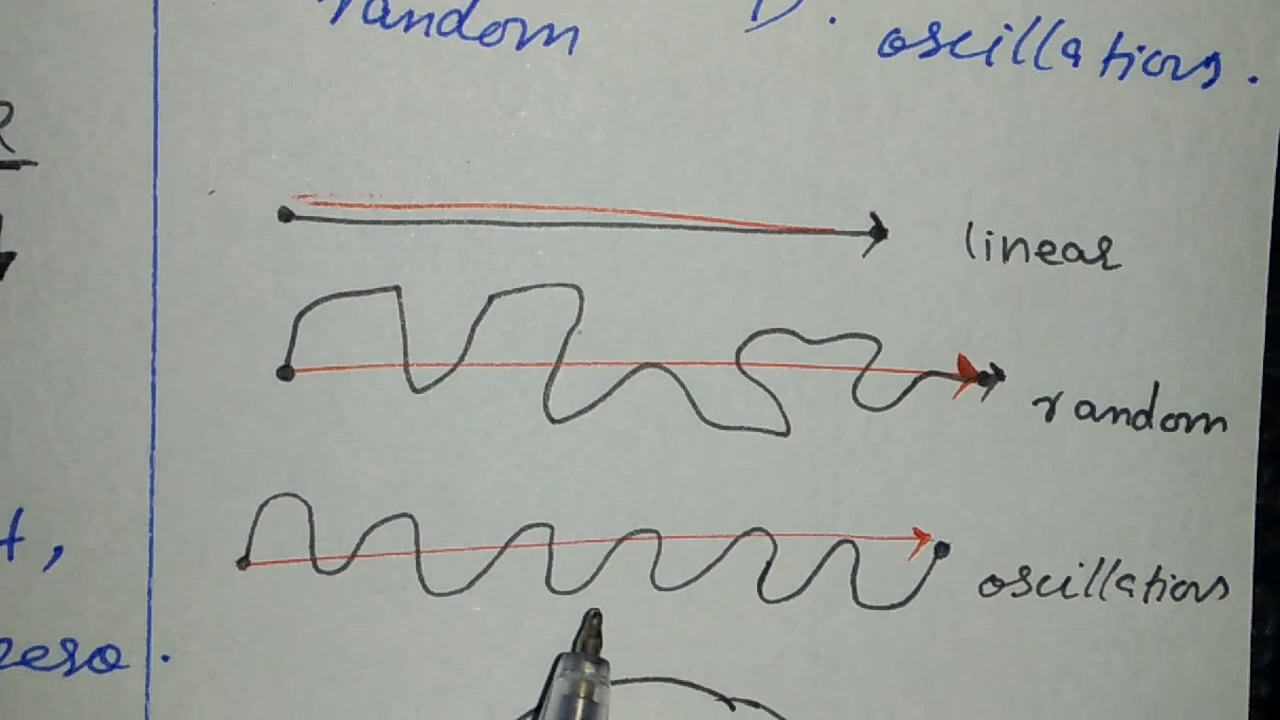 random D. oscillations.
linear
random
oscillations
zero.